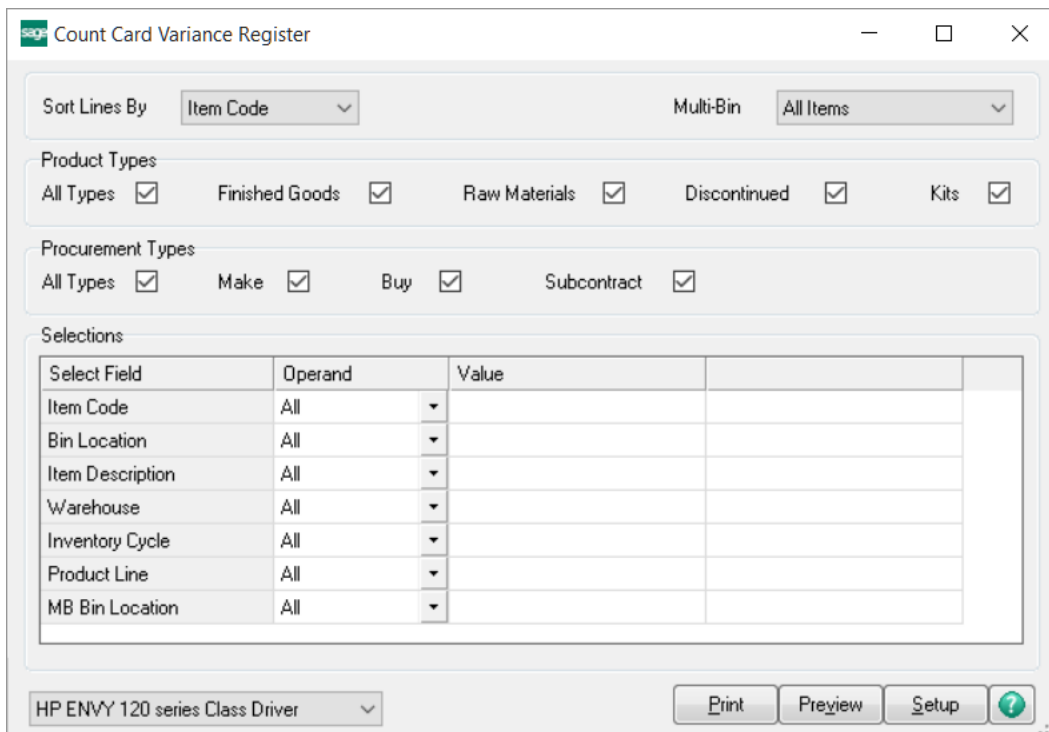 sage Count Card Variance Register
Sort Lines By Item Code Multi-Bin All Items
Product Types
All Types Finished Goods Raw Materials Discontinued Kits
Procurement Types
All Types Make Buy Subcontract
Selections
Select Field Operand Value
Item Code All
Bin Location All
Item Description All
Warehouse All
Inventory Cycle All
Product Line All
MB Bin Location All
HP ENVY 120 series Class Driver Print Preview Setup ?